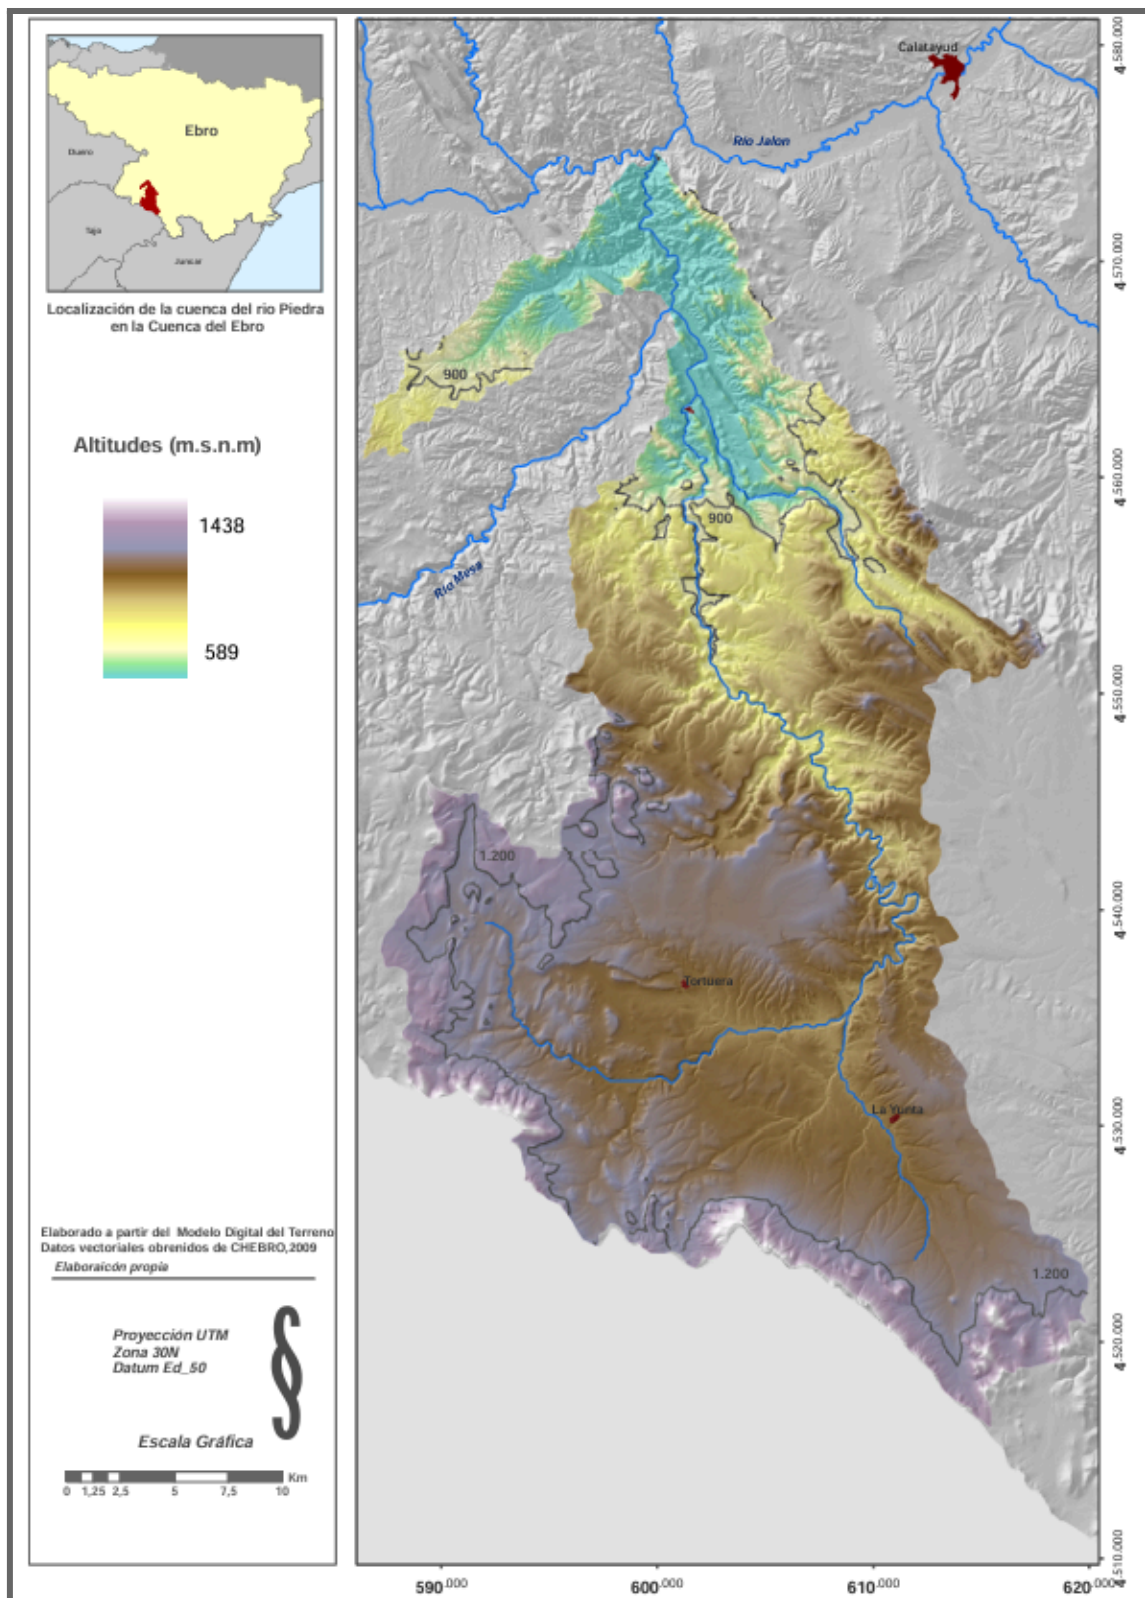 Ebro
Duero
Tajo
Jucar
Localización de la cuenca del rio Piedra
en la Cuenca del Ebro
Altitudes (m.s.n.m)
1438
589
Elaborado a partir del Modelo Digital del Terreno
Datos vectoriales obrenidos de CHEBRO,2009
Elaboraicón propia
Proyección UTM
Zona 30N
Datum Ed_50
Escala Gráfica
Km
0 1,25 2,5 5 7,5 10
Calatayud
Río Jalon
900
900
Río Mesa
1.200
Tortuera
La Yunta
1.200
4.580.000
4.570.000
4.560.000
4.550.000
4.540.000
4.530.000
4.520.000
4.510.000
590.000 600.000 610.000 620.000